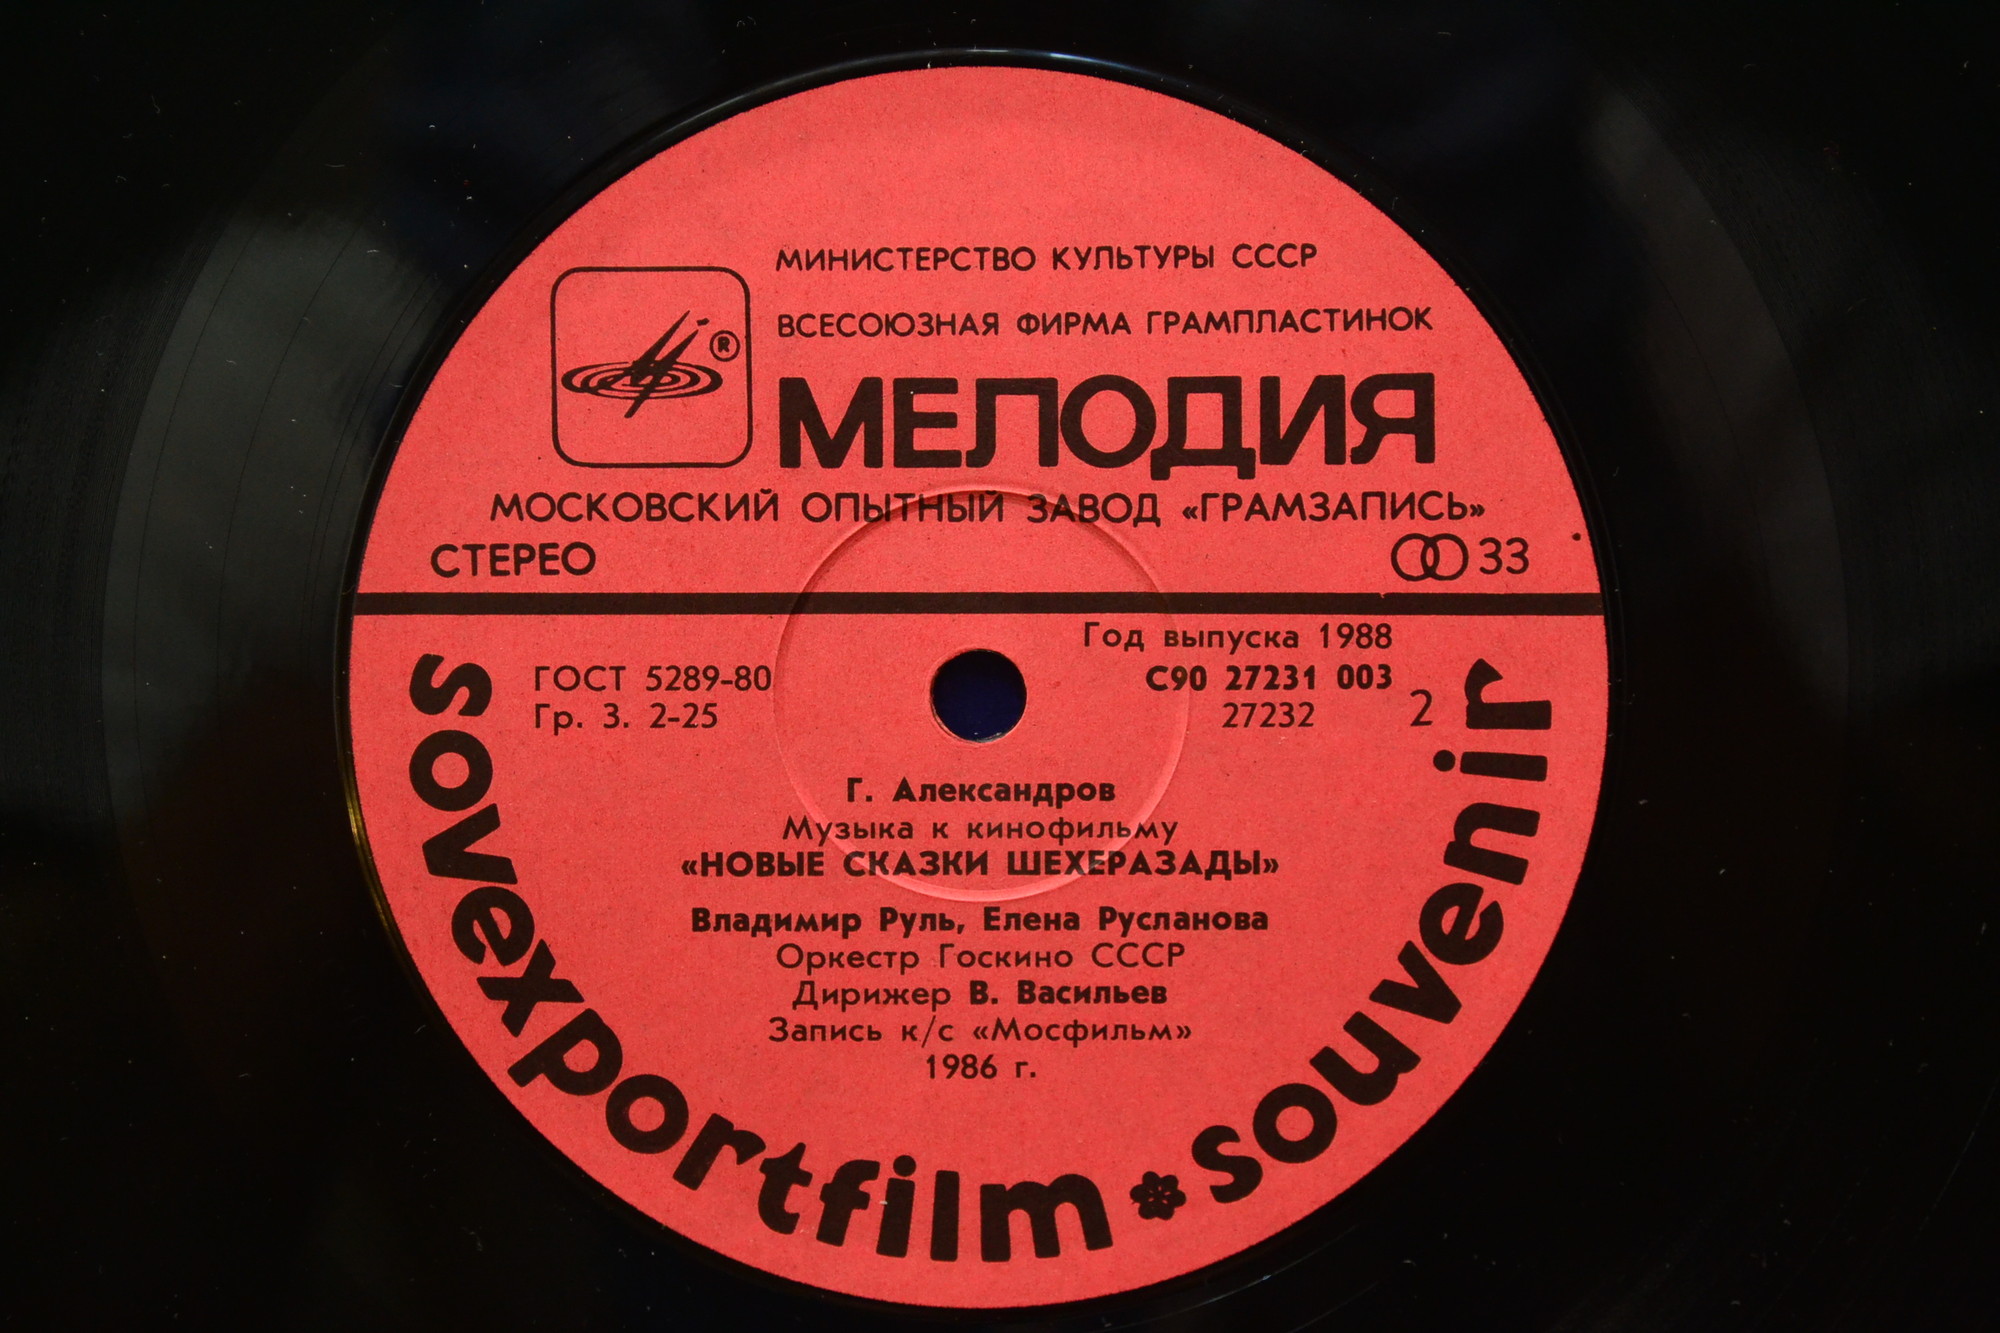 МИНИСТЕРСТВО КУЛЬТУРЫ СССР
ВСЕСОЮЗНАЯ ФИРМА ГРАМПЛАСТИНОК
®
МЕЛОДИЯ
МОСКОВСКИЙ ОПЫТНЫЙ ЗАВОД «ГРАМЗАПИСЬ»
СТЕРЕО
33
Год выпуска 1988
ГОСТ 5289-80
С90 27231 003
Гр. 3. 2-25
27232
2
Г. Александров
Музыка к кинофильму
«НОВЫЕ СКАЗКИ ШЕХЕРАЗАДЫ»
Владимир Руль, Елена Русланова
Оркестр Госкино СССР
Дирижер В. Васильев
Запись к/с «Мосфильм»
1986 г.
sovexportfilm souvenir